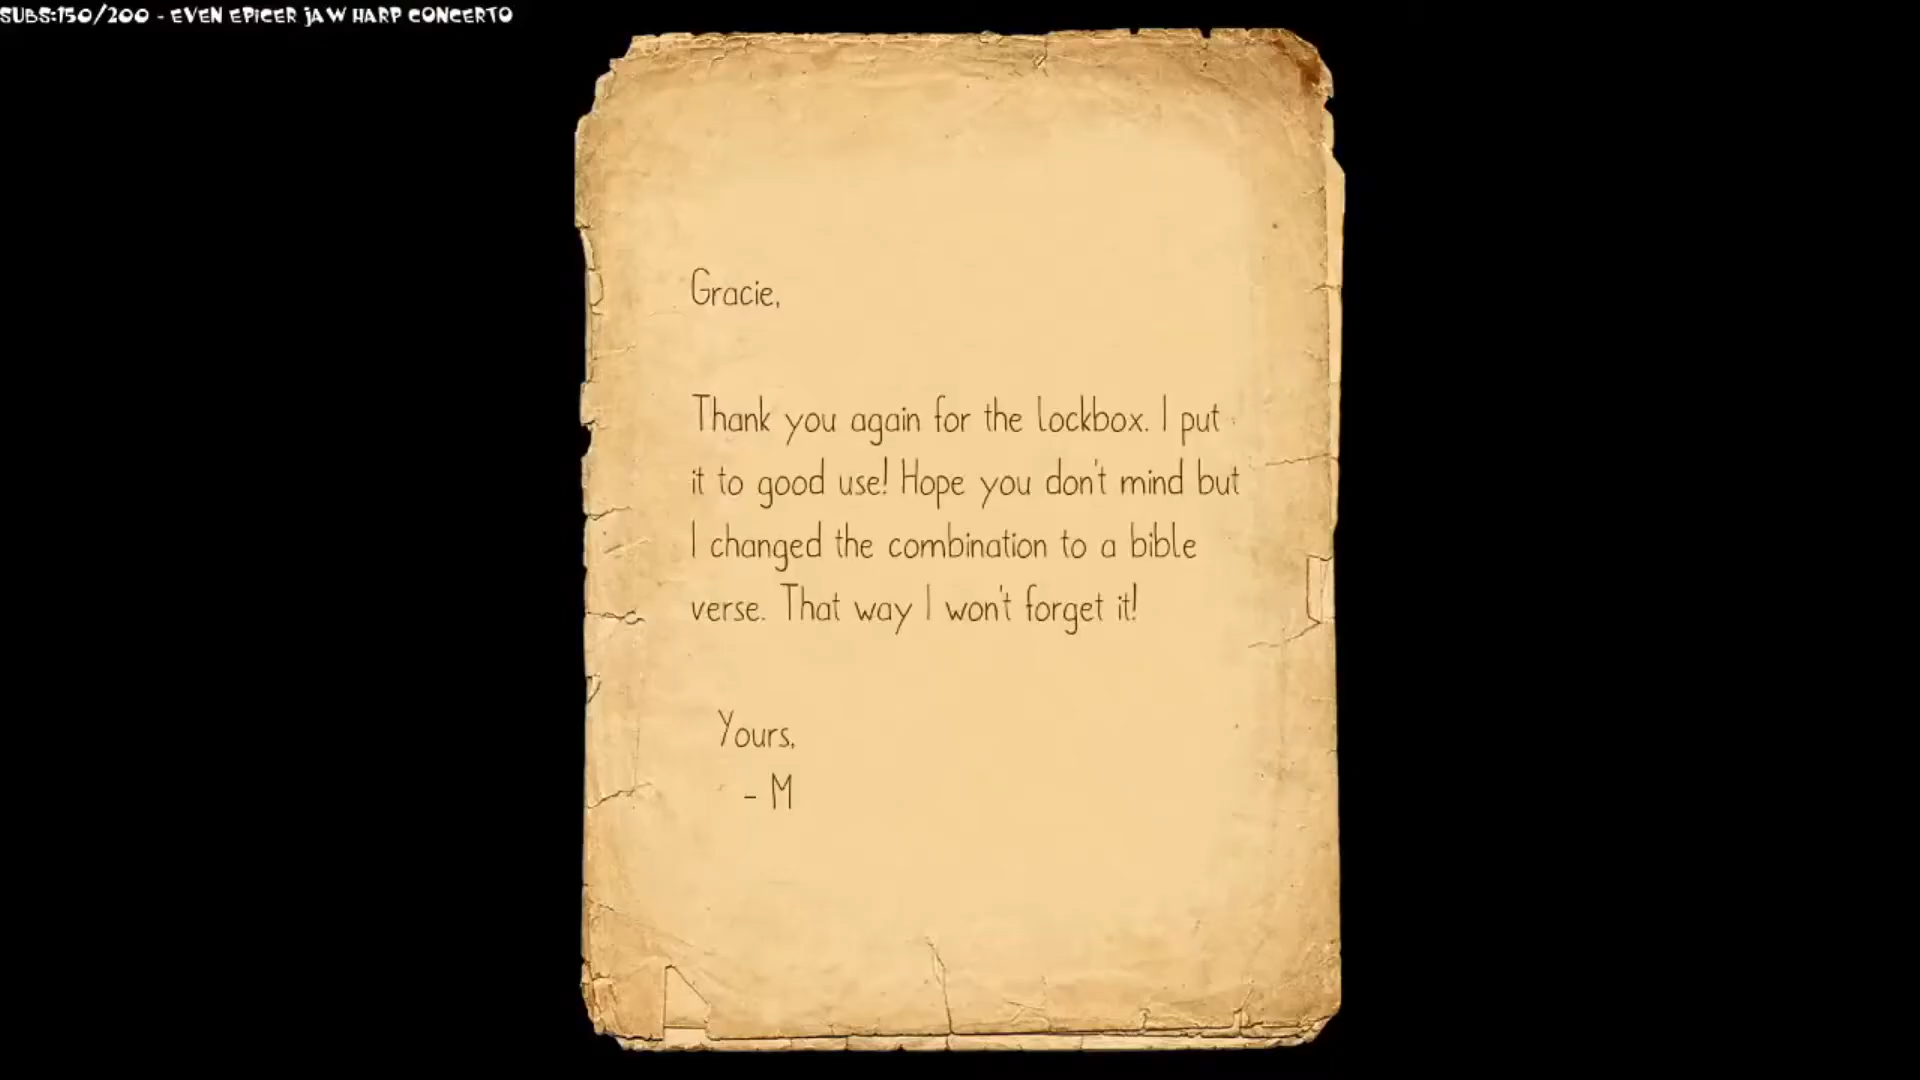 SUBS:150/200 - EVEN EPICER JAW HARP CONCERTO
Gracie,
Thank you again for the lockbox. I put
it to good use! Hope you don't mind but
I changed the combination to a bible
verse. That way I won't forget it!
Yours,
- M